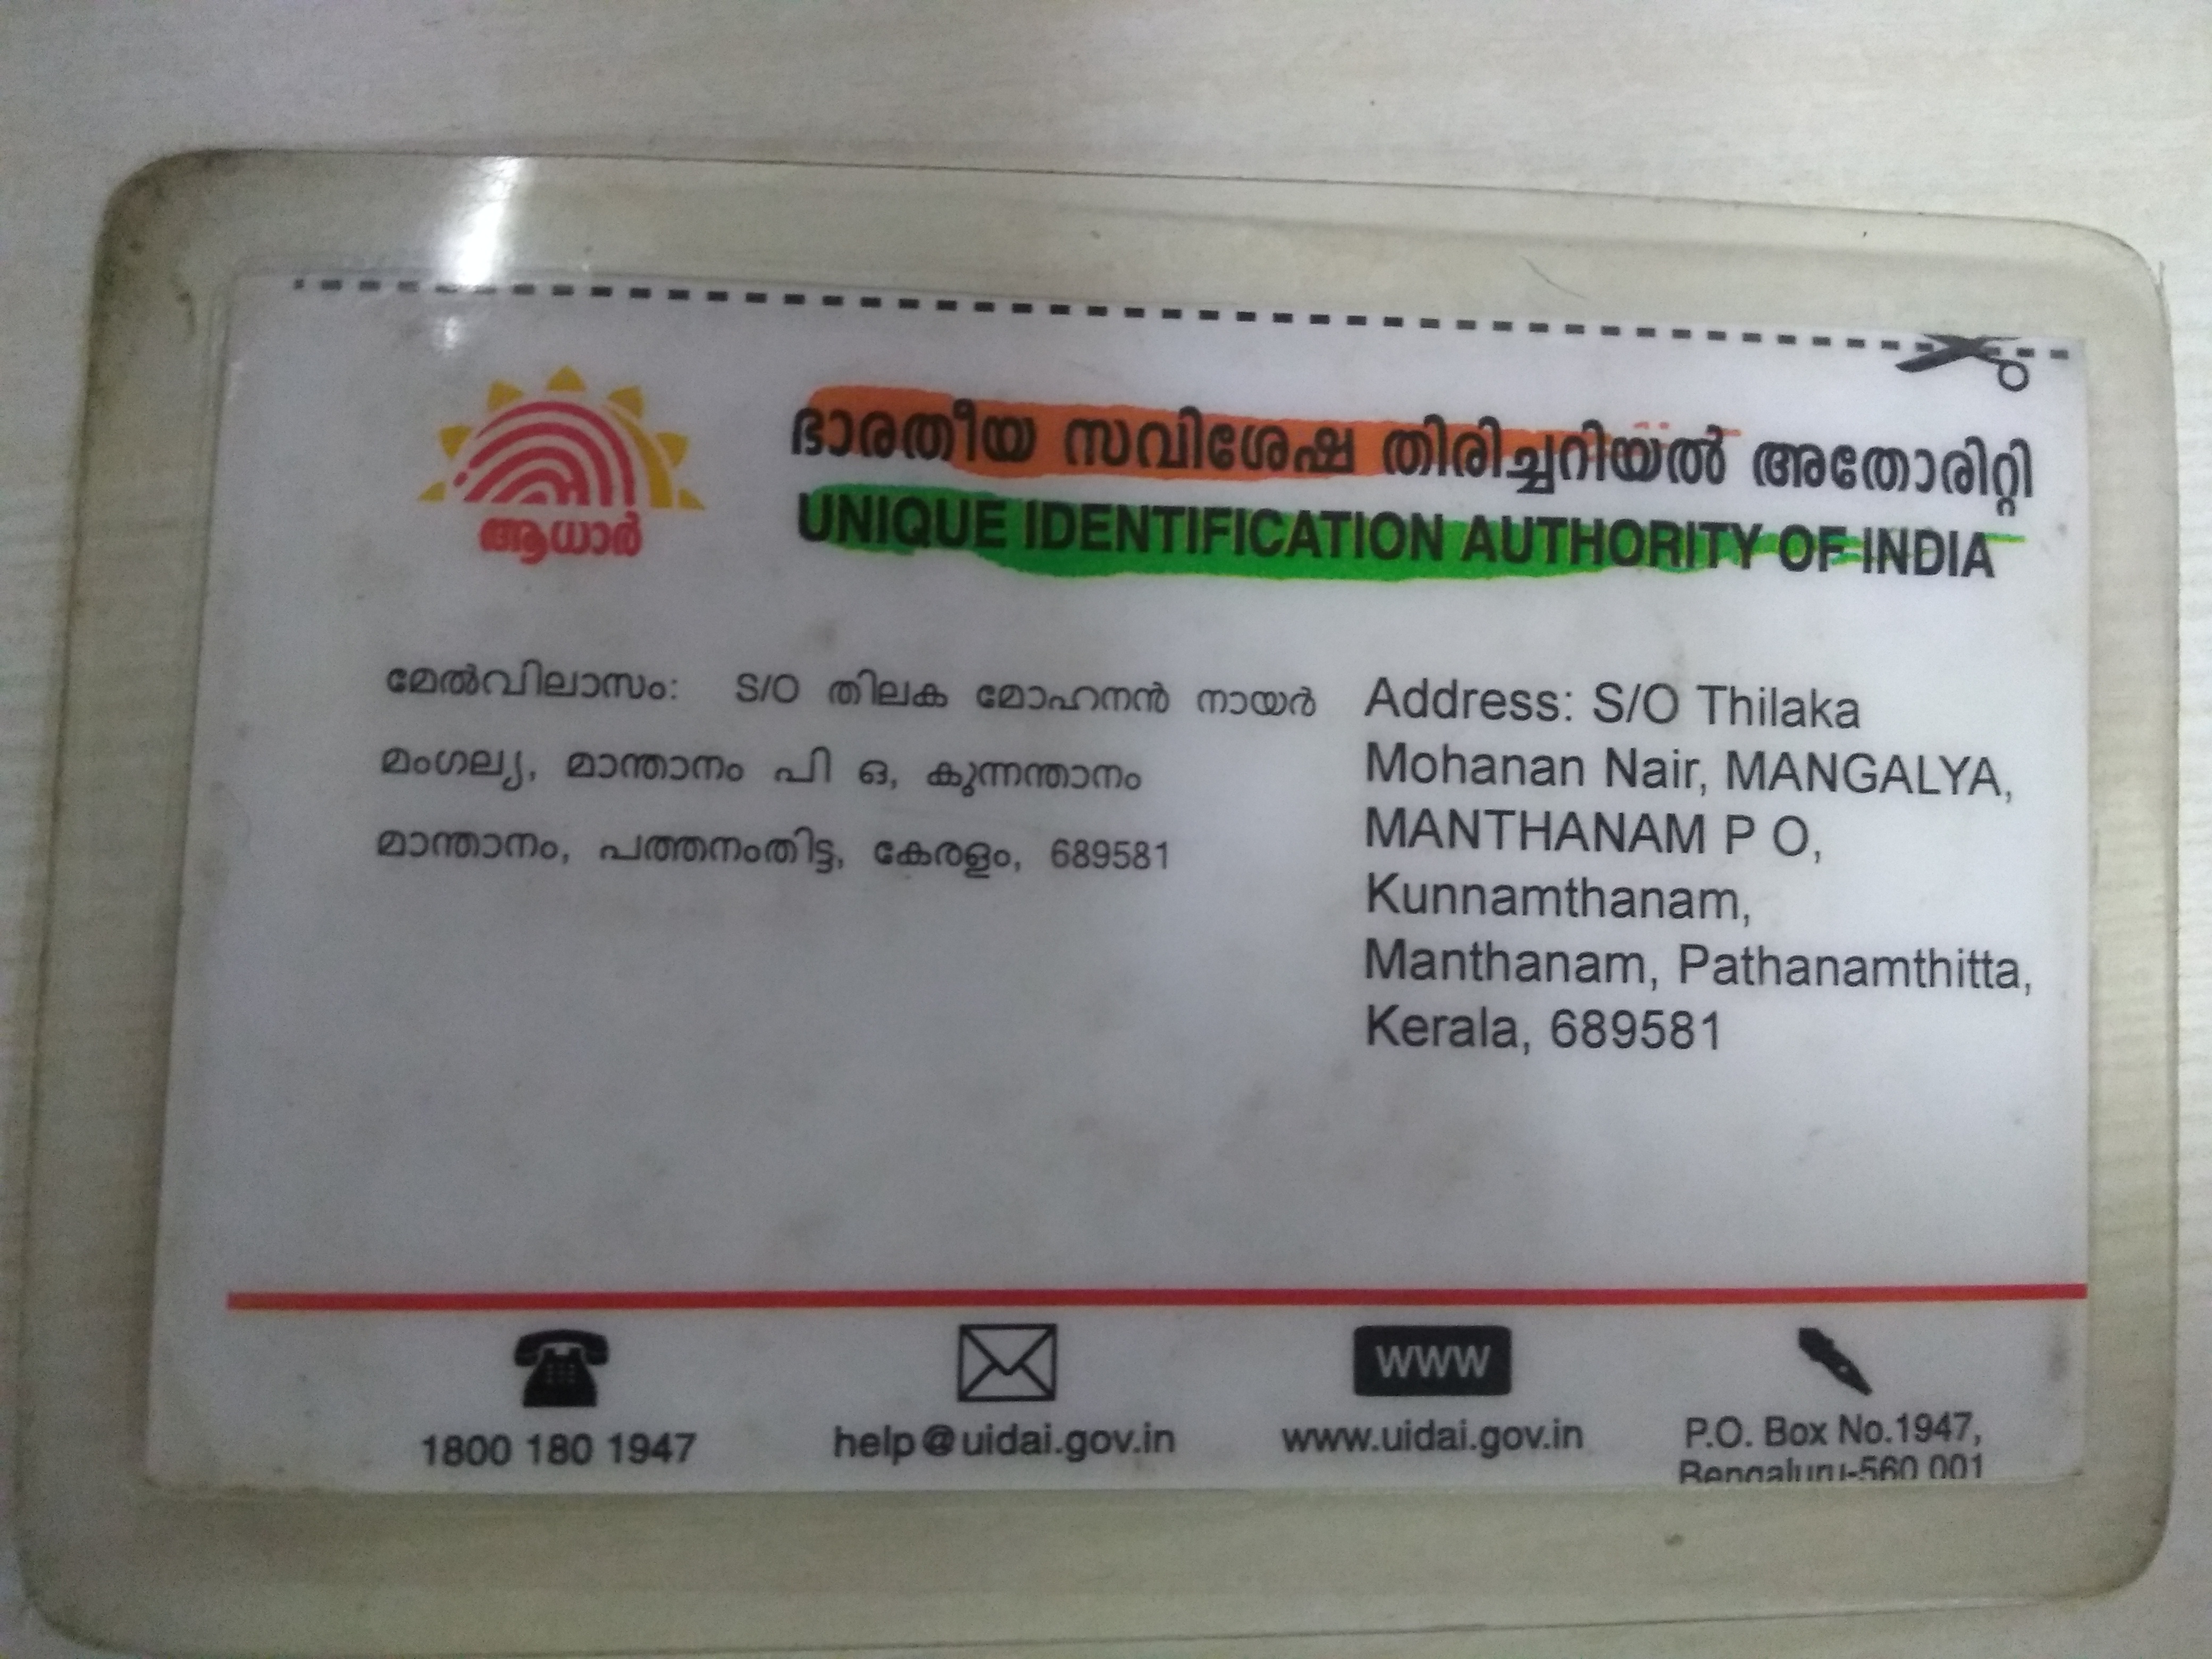 ആധാർ
ഭാരതീയ സവിശേഷ തിരിച്ചറിയൽ അതോരിറ്റി
UNIQUE IDENTIFICATION AUTHORITY OF INDIA
മേൽവിലാസം: S/O തിലക മോഹനൻ നായർ
മംഗല്യ, മാന്താനം പി ഒ, കുന്നന്താനം
മാന്താനം, പത്തനംതിട്ട, കേരളം, 689581
Address: S/O Thilaka
Mohanan Nair, MANGALYA,
MANTHANAM P O,
Kunnamthanam,
Manthanam, Pathanamthitta,
Kerala, 689581
1800 180 1947
help@uidai.gov.in
www
www.uidai.gov.in
P.O. Box No.1947,
Bengaluru-560 001